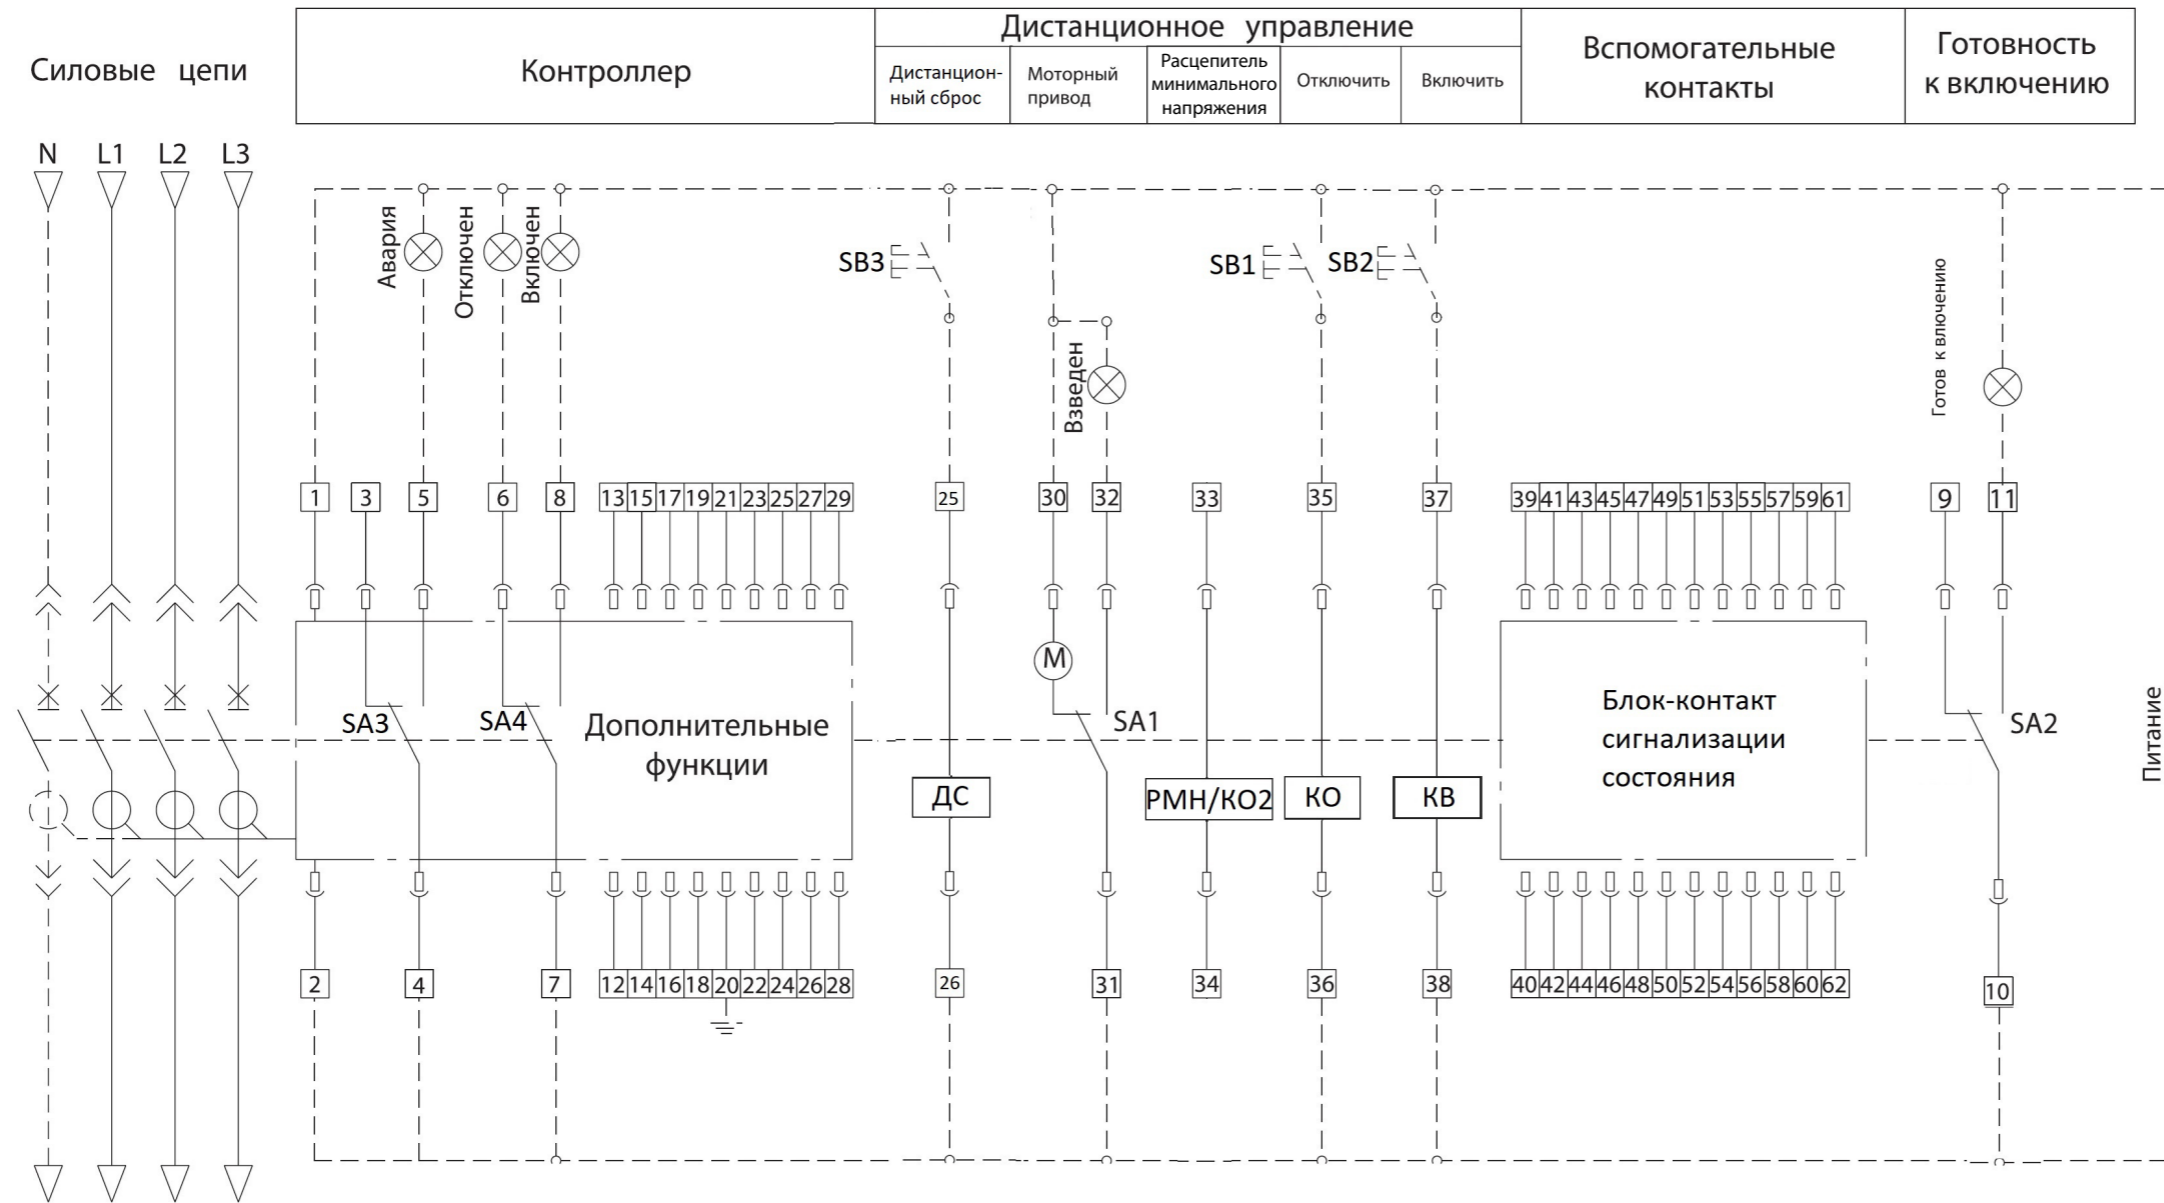 Силовые цепи
Контроллер
Дистанционное управление
Дистанцион-
ный сброс
Моторный
привод
Расцепитель
минимального
напряжения
Отключить
Включить
Вспомогательные
контакты
Готовность
к включению
N L1 L2 L3
Авария
Отключен
Включен
SB3
SB1
SB2
Взведен
Готов к включению
1 3 5 6 8 13 15 17 19 21 23 25 27 29 25 30 32 33 35 37 39 41 43 45 47 49 51 53 55 57 59 61 9 11
M
SA3
SA4
Дополнительные
функции
SA1
Блок-контакт
сигнализации
состояния
SA2
Питание
ДС
РМН/КО2
КО
КВ
2 4 7 12 14 16 18 20 22 24 26 28 26 31 34 36 38 40 42 44 46 48 50 52 54 56 58 60 62 10